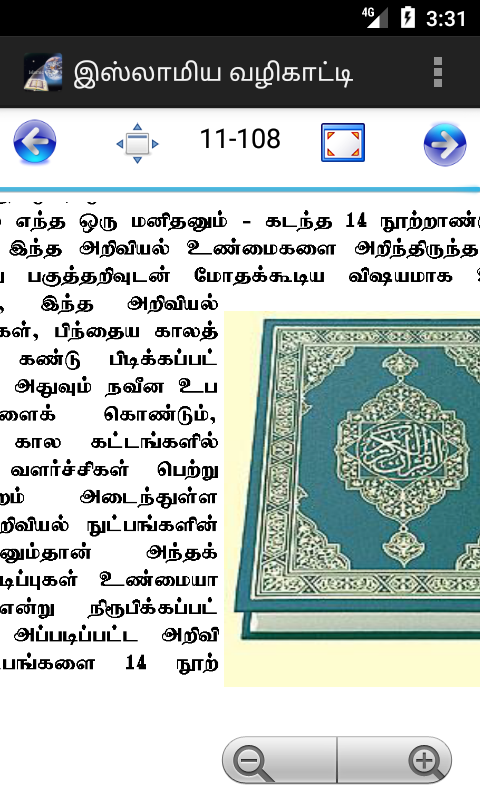 4G 3:31
இஸ்லாமிய வழிகாட்டி
11-108
எந்த ஒரு மனிதனும் - கடந்த 14 நூற்றாண்டு
இந்த அறிவியல் உண்மைகளை அறிந்திருந்த
பகுத்தறிவுடன் மோதக்கூடிய விஷயமாக
இந்த அறிவியல்
கள், பிந்தைய காலத்
கண்டு பிடிக்கப்பட்
அதுவும் நவீன உப
ளைக் கொண்டும்,
கால கட்டங்களில்
வளர்ச்சிகள் பெற்று
றம் அடைந்துள்ள
றிவியல் நுட்பங்களின்
னும்தான் அந்தக்
டிப்புகள் உண்மையா
என்று நிரூபிக்கப்பட்
அப்படிப்பட்ட அறிவி
பங்களை 14 நூற்
القرآن الكريم